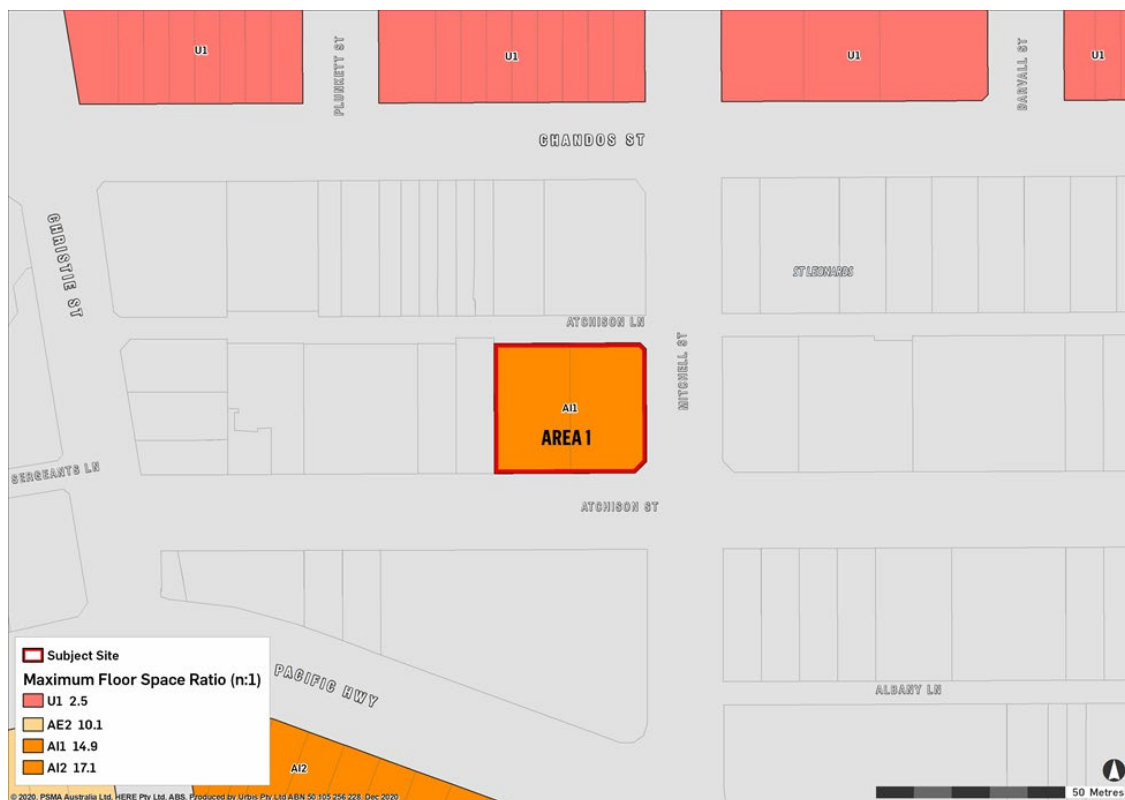 U1
U1
U1
U1
PLUNKETT ST
DARVALL ST
CHANDOS ST
CHRISTIE ST
ST LEONARDS
ATCHISON LN
MITCHELL ST
AI1
AREA 1
SERGEANTS LN
ATCHISON ST
Subject Site
Maximum Floor Space Ratio (n:1)
U1 2.5
AE2 10.1
AI1 14.9
AI2 17.1
PACIFIC HWY
ALBANY LN
AI2
50 Metres
© 2020. PSMA Australia Ltd, HERE Pty Ltd. ABS. Produced by Urbis Pty Ltd ABN 50 105 256 228, Dec 2020